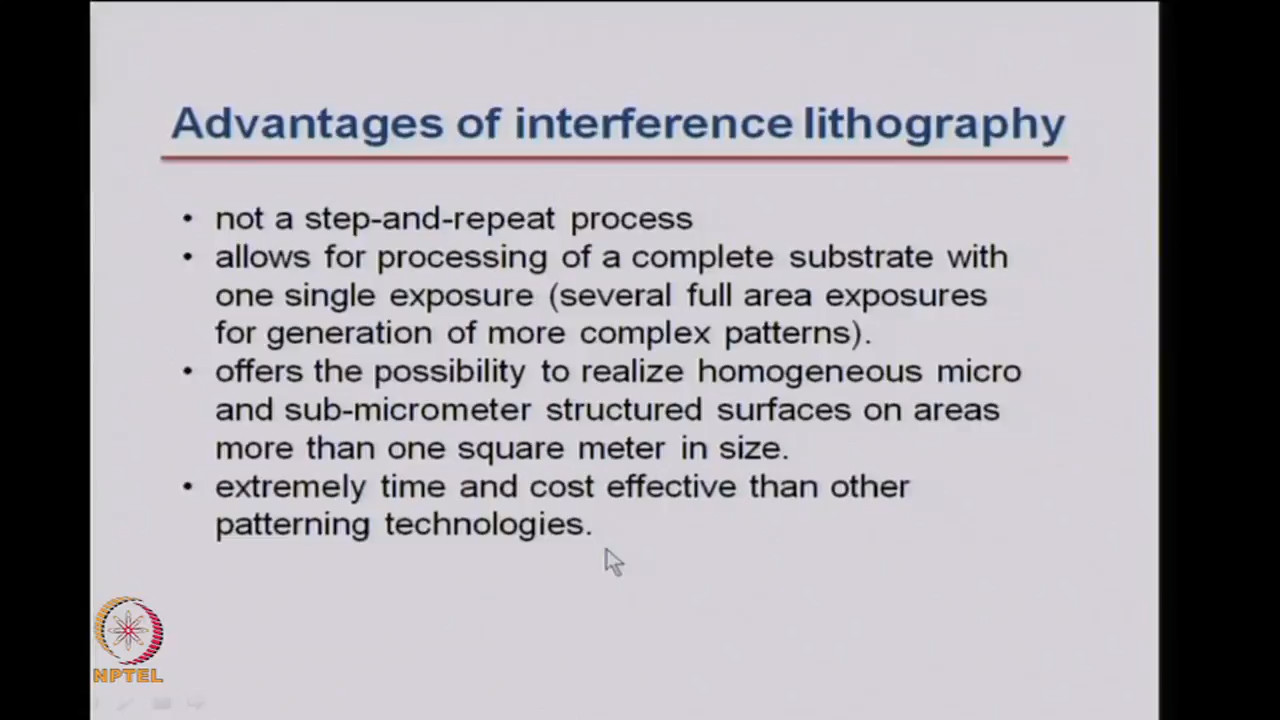 Advantages of interference lithography
• not a step-and-repeat process
• allows for processing of a complete substrate with
one single exposure (several full area exposures
for generation of more complex patterns).
• offers the possibility to realize homogeneous micro
and sub-micrometer structured surfaces on areas
more than one square meter in size.
• extremely time and cost effective than other
patterning technologies.
NPTEL